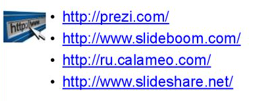 http://prezi.com/
http://www.slideboom.com/
http://ru.calameo.com/
http://www.slideshare.net/